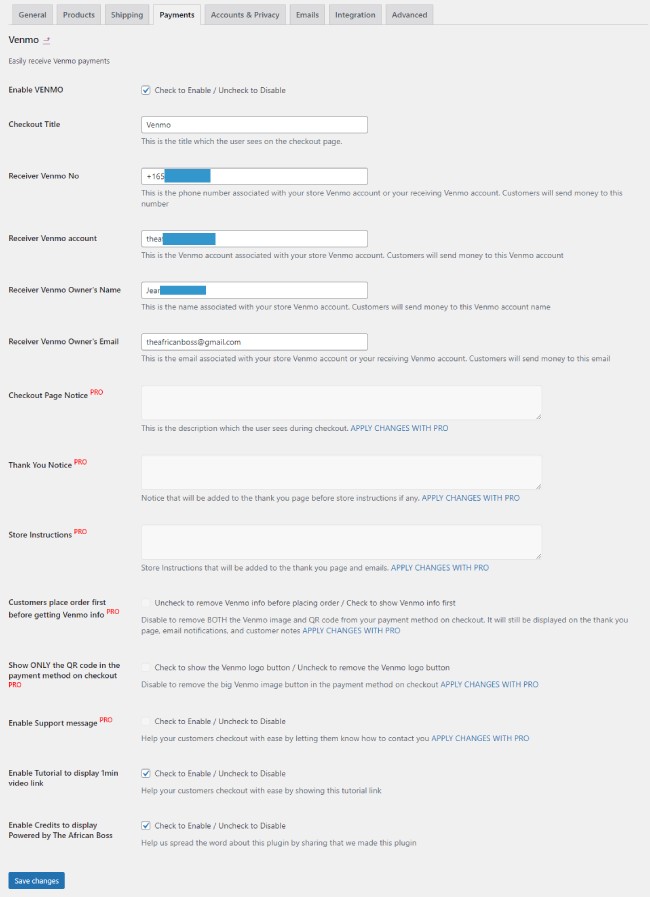 General Products Shipping Payments Accounts & Privacy Emails Integration Advanced
Venmo
Easily receive Venmo payments
Enable VENMO
Check to Enable / Uncheck to Disable
Checkout Title
Venmo
This is the title which the user sees on the checkout page.
Receiver Venmo No
+165
This is the phone number associated with your store Venmo account or your receiving Venmo account. Customers will send money to this
number
Receiver Venmo account
thea
This is the Venmo account associated with your store Venmo account. Customers will send money to this Venmo account
Receiver Venmo Owner's Name
Jean
This is the name associated with your store Venmo account. Customers will send money to this Venmo account name
Receiver Venmo Owner's Email
theafricanboss@gmail.com
This is the email associated with your store Venmo account or your receiving Venmo account. Customers will send money to this email
Checkout Page Notice PRO
This is the description which the user sees during checkout. APPLY CHANGES WITH PRO
Thank You Notice PRO
Notice that will be added to the thank you page before store instructions if any. APPLY CHANGES WITH PRO
Store Instructions PRO
Store Instructions that will be added to the thank you page and emails. APPLY CHANGES WITH PRO
Customers place order first
before getting Venmo info PRO
Uncheck to remove Venmo info before placing order / Check to show Venmo info first
Disable to remove BOTH the Venmo image and QR code from your payment method on checkout. It will still be displayed on the thank you
page, email notifications, and customer notes APPLY CHANGES WITH PRO
Show ONLY the QR code in the
payment method on checkout
PRO
Check to show the Venmo logo button / Uncheck to remove the Venmo logo button
Disable to remove the big Venmo image button in the payment method on checkout APPLY CHANGES WITH PRO
Enable Support message PRO
Check to Enable / Uncheck to Disable
Help your customers checkout with ease by letting them know how to contact you APPLY CHANGES WITH PRO
Enable Tutorial to display 1min
video link
Check to Enable / Uncheck to Disable
Help your customers checkout with ease by showing this tutorial link
Enable Credits to display
Powered by The African Boss
Check to Enable / Uncheck to Disable
Help us spread the word about this plugin by sharing that we made this plugin
Save changes